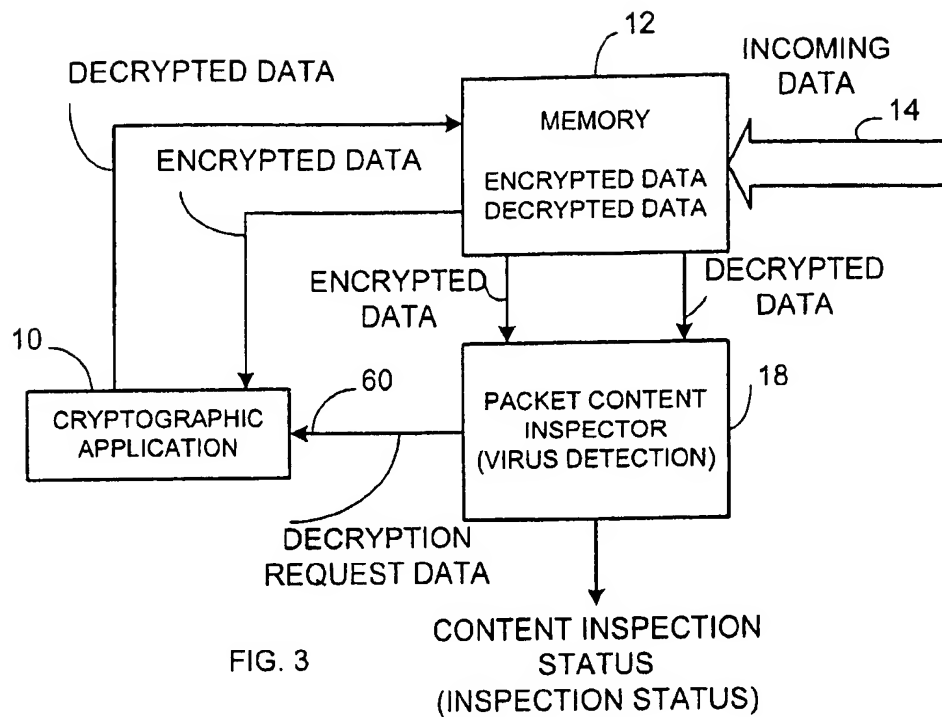 12
INCOMING
DATA
DECRYPTED DATA
14
MEMORY
ENCRYPTED DATA
ENCRYPTED DATA
DECRYPTED DATA
ENCRYPTED
DATA
DECRYPTED
DATA
10
18
60
CRYPTOGRAPHIC
APPLICATION
PACKET CONTENT
INSPECTOR
(VIRUS DETECTION)
DECRYPTION
REQUEST DATA
CONTENT INSPECTION
STATUS
(INSPECTION STATUS)
FIG. 3